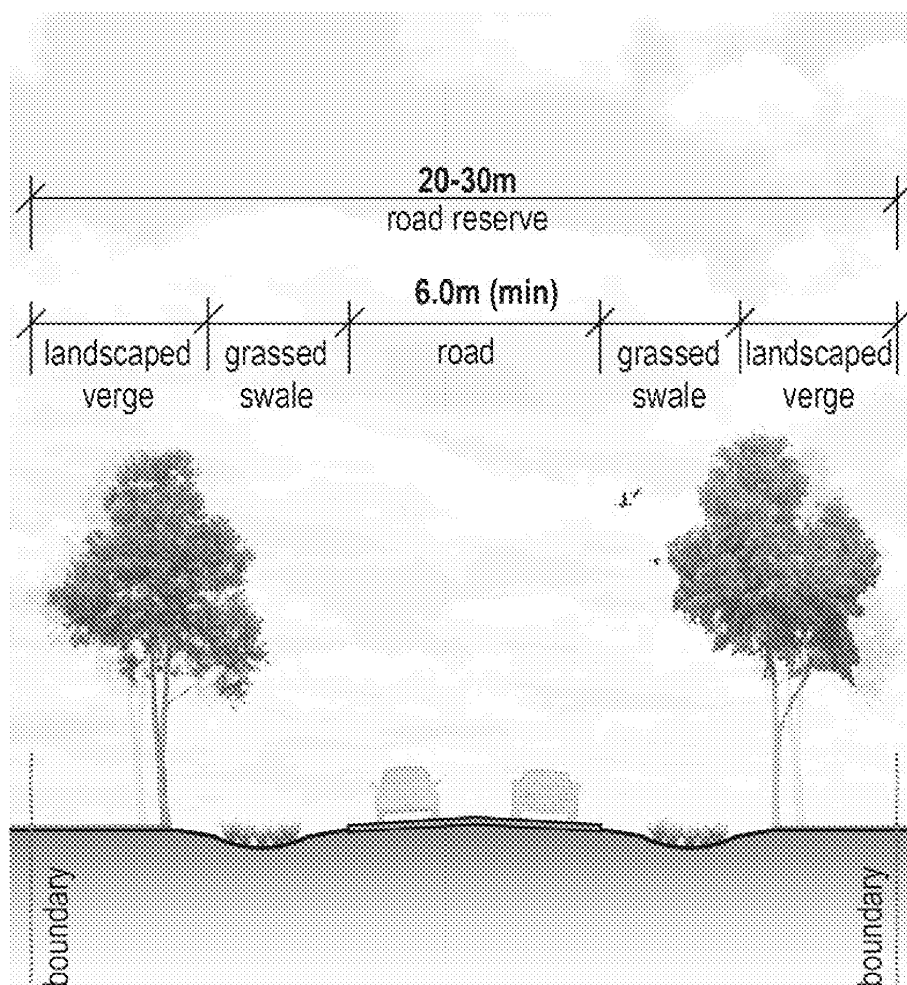 20-30m
road reserve
6.0m (min)
landscaped verge
grassed swale
road
grassed swale
landscaped verge
boundary
boundary